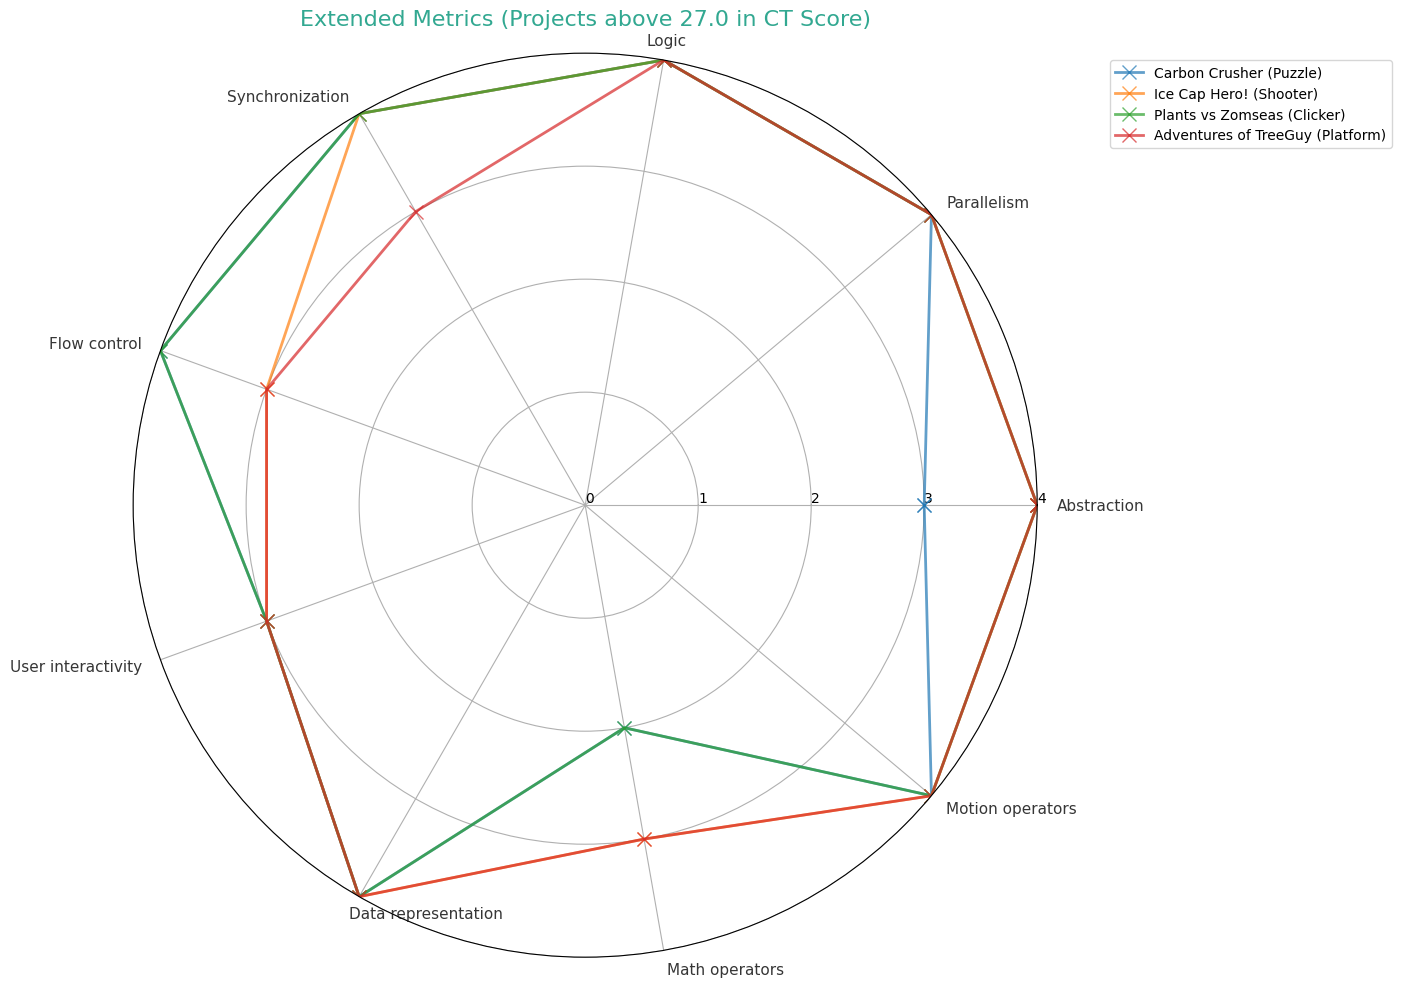 Extended Metrics (Projects above 27.0 in CT Score)
Logic
Carbon Crusher (Puzzle)
Ice Cap Hero! (Shooter)
Plants vs Zomseas (Clicker)
Adventures of TreeGuy (Platform)
Synchronization
Parallelism
Flow control
0 1 2 3 4
Abstraction
User interactivity
Motion operators
Data representation
Math operators